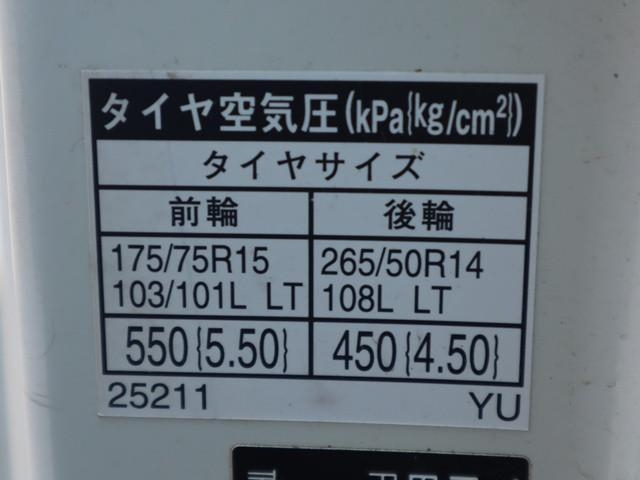 タイヤ空気圧(kPa{kg/cm²})
タイヤサイズ
前輪 後輪
175/75R15 265/50R14
103/101L LT 108L LT
550{5.50} 450{4.50}
25211 YU